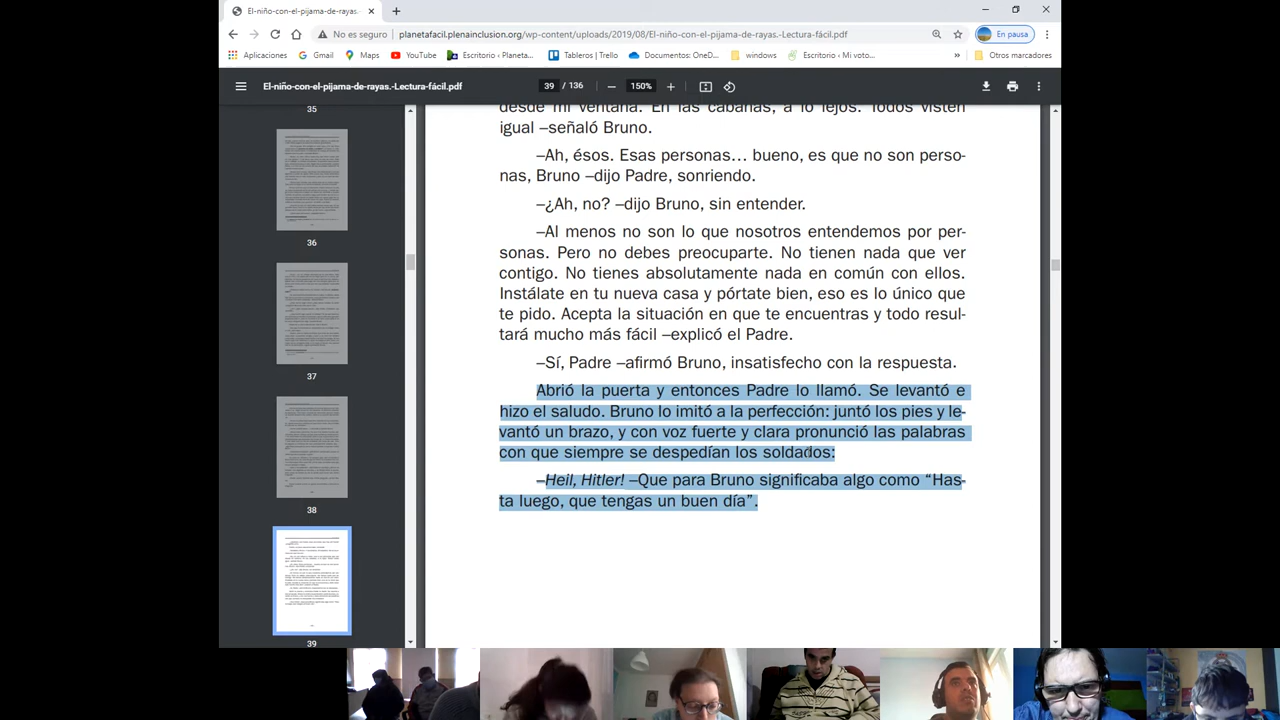 El-niño-con-el-pijama-de-rayas.-
No es seguro
planetafacil.plenainclusion.org/wp-content/uploads/2019/08/El-niño-con-el-pijama-de-rayas.-Lectura-fácil.pdf
En pausa
Aplicaciones
Gmail
Maps
YouTube
Escritorio ‹ Planeta...
Tableros | Trello
Documentos: OneD...
windows
Escritorio ‹ Mi voto...
»
Otros marcadores
El-niño-con-el-pijama-de-rayas.-Lectura-fácil.pdf
39 / 136
150%
35
36
37
38
39
desde mi ventana. En las cabañas, a lo lejos. Todos visten
igual –señaló Bruno.
–¡Ah, esos! Esas personas... bueno, es que no son perso-
nas, Bruno –dijo Padre, sonriendo.
–¿Ah, no? –dijo Bruno, sin entender.
–Al menos no son lo que nosotros entendemos por per-
sonas. Pero no debes preocuparte. No tienen nada que ver
contigo. No tienes absolutamente nada en común con ellos.
Instálate en tu nueva casa y pórtate bien, eso es lo único que
te pido. Acepta la situación en que te encuentras y todo resul-
tará mucho más fácil –explicó Padre.
–Sí, Padre –afirmó Bruno, insatisfecho con la respuesta.
Abrió la puerta y entonces Padre lo llamó. Se levantó e
hizo el saludo. Bruno lo imitó a la perfección: juntó los pies y le-
vantó un brazo, y con voz fuerte y clara pronunció las palabras
con que siempre se despedían los soldados:
–Heil, Hitler! –Que para Bruno significaba algo como “Has-
ta luego, que tengas un buen día”.